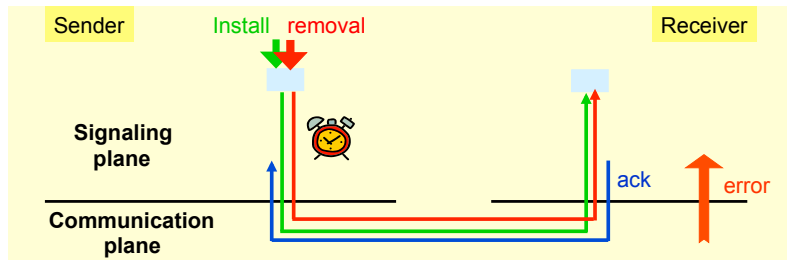 Sender
Install removal
Receiver
Signaling
plane
ack
error
Communication
plane